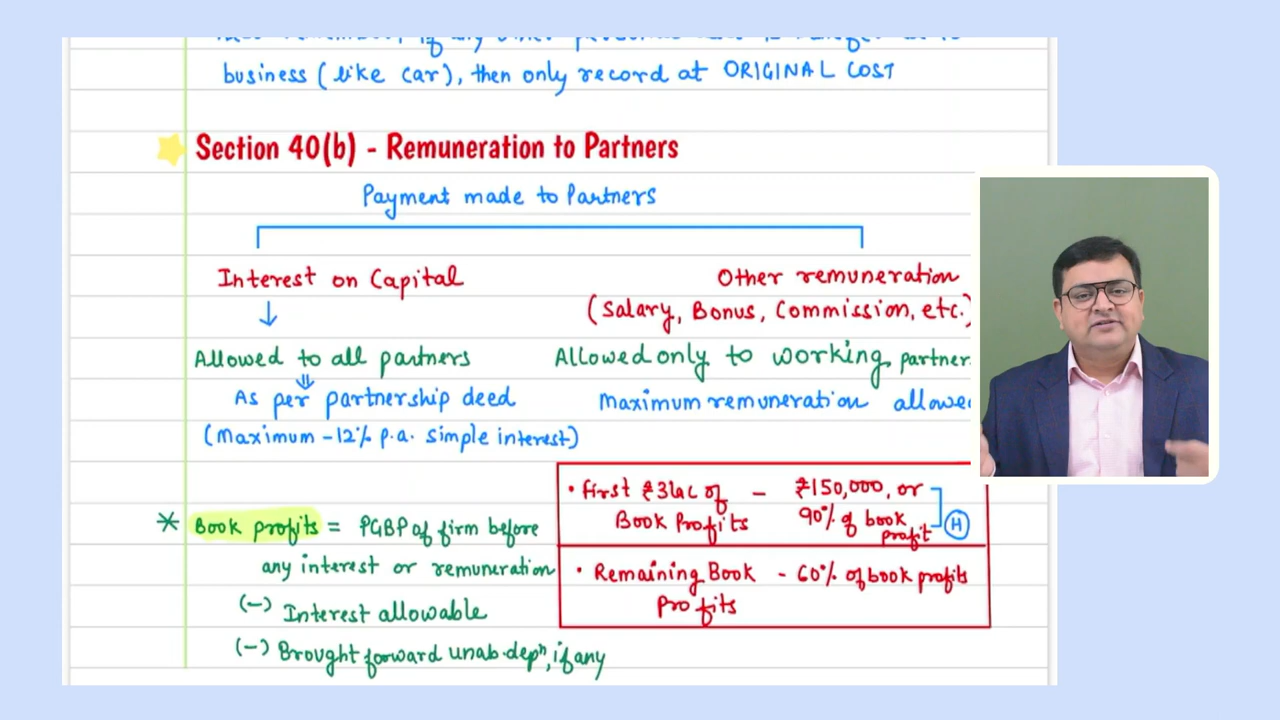 business (like car), then only record at ORIGINAL COST
Section 40(b) - Remuneration to Partners
Payment made to Partners
Interest on Capital
Allowed to all partners
As per partnership deed
(Maximum - 12% p.a. simple interest)
Other remuneration
(Salary, Bonus, Commission, etc.)
Allowed only to working
Maximum remuneration
• First ₹3lac of Book Profits - ₹150,000, or
90% of book profit
H
• Remaining Book Profits - 60% of book profits
* Book profits = PGBP of firm before
any interest or remuneration
(-) Interest allowable
(-) Brought forward unab. depn, if any